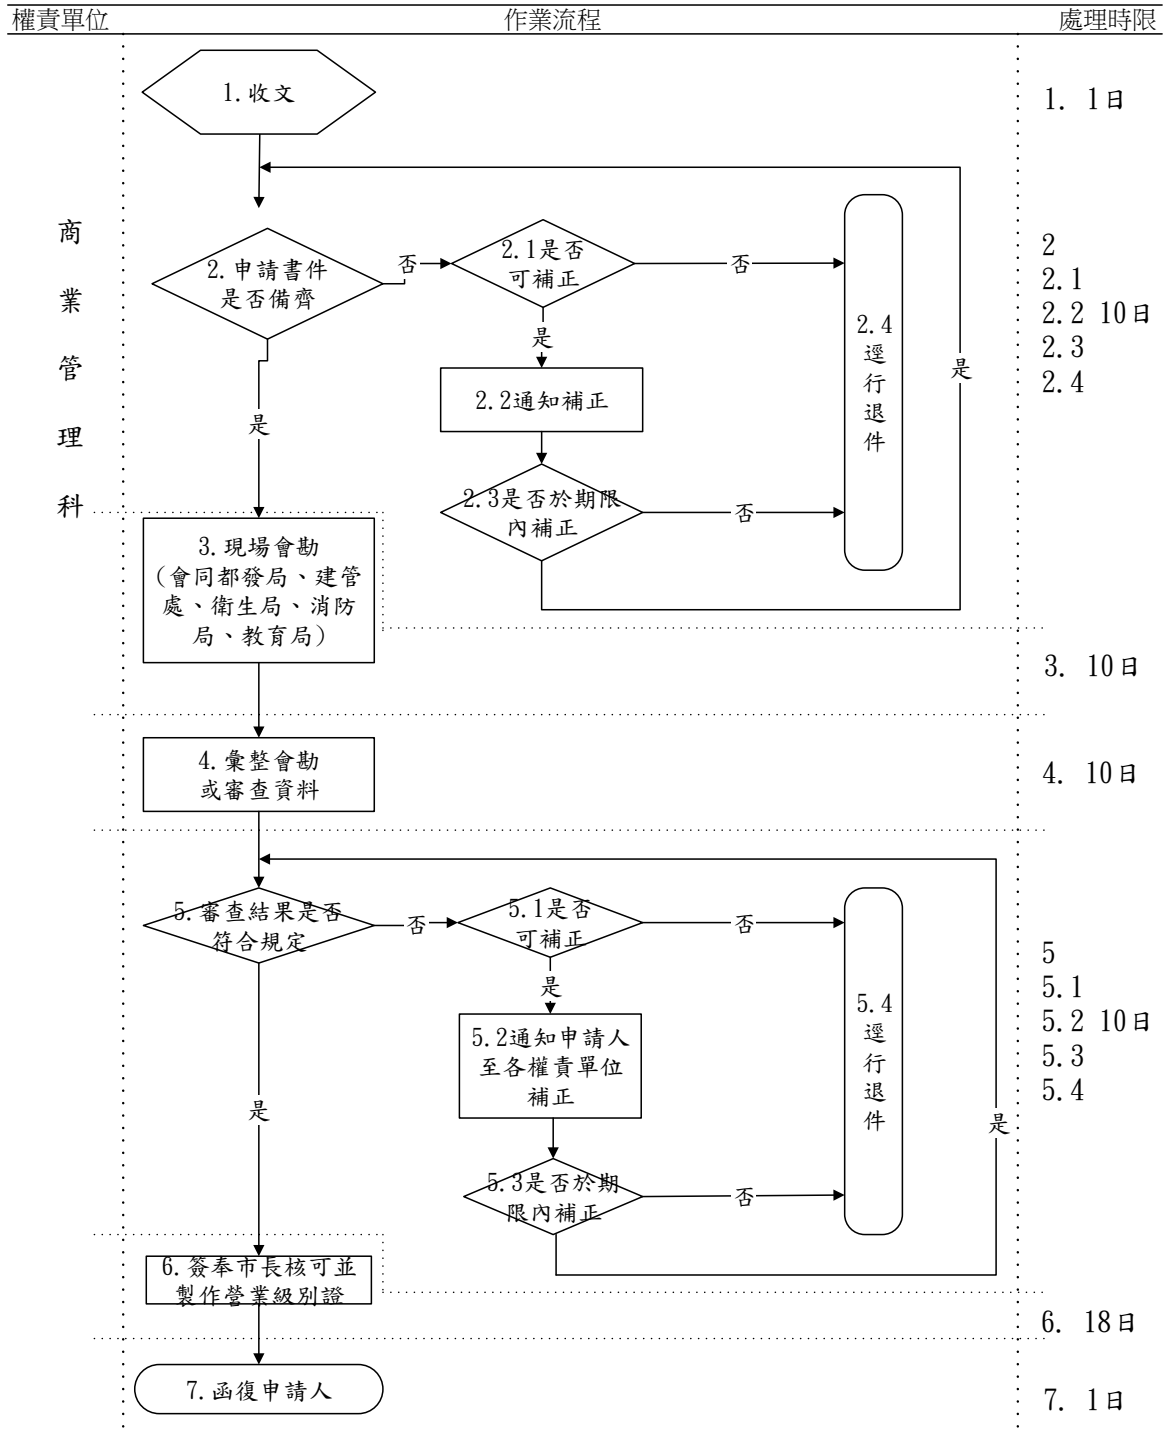 權責單位
作業流程
處理時限
商
業
管
理
科
1.收文
1. 1日
2.申請書件
是否備齊
否
2.1是否
可補正
否
是
2.2通知補正
2.3是否於期限
內補正
否
2.4
逕
行
退
件
是
是
2
2.1
2.2 10日
2.3
2.4
3.現場會勘
(會同都發局、建管
處、衛生局、消防
局、教育局)
3. 10日
4.彙整會勘
或審查資料
4. 10日
5.審查結果是否
符合規定
否
5.1是否
可補正
否
是
5.2通知申請人
至各權責單位
補正
5.3是否於期
限內補正
否
5.4
逕
行
退
件
是
是
5
5.1
5.2 10日
5.3
5.4
6.簽奉市長核可並
製作營業級別證
6. 18日
7.函復申請人
7. 1日